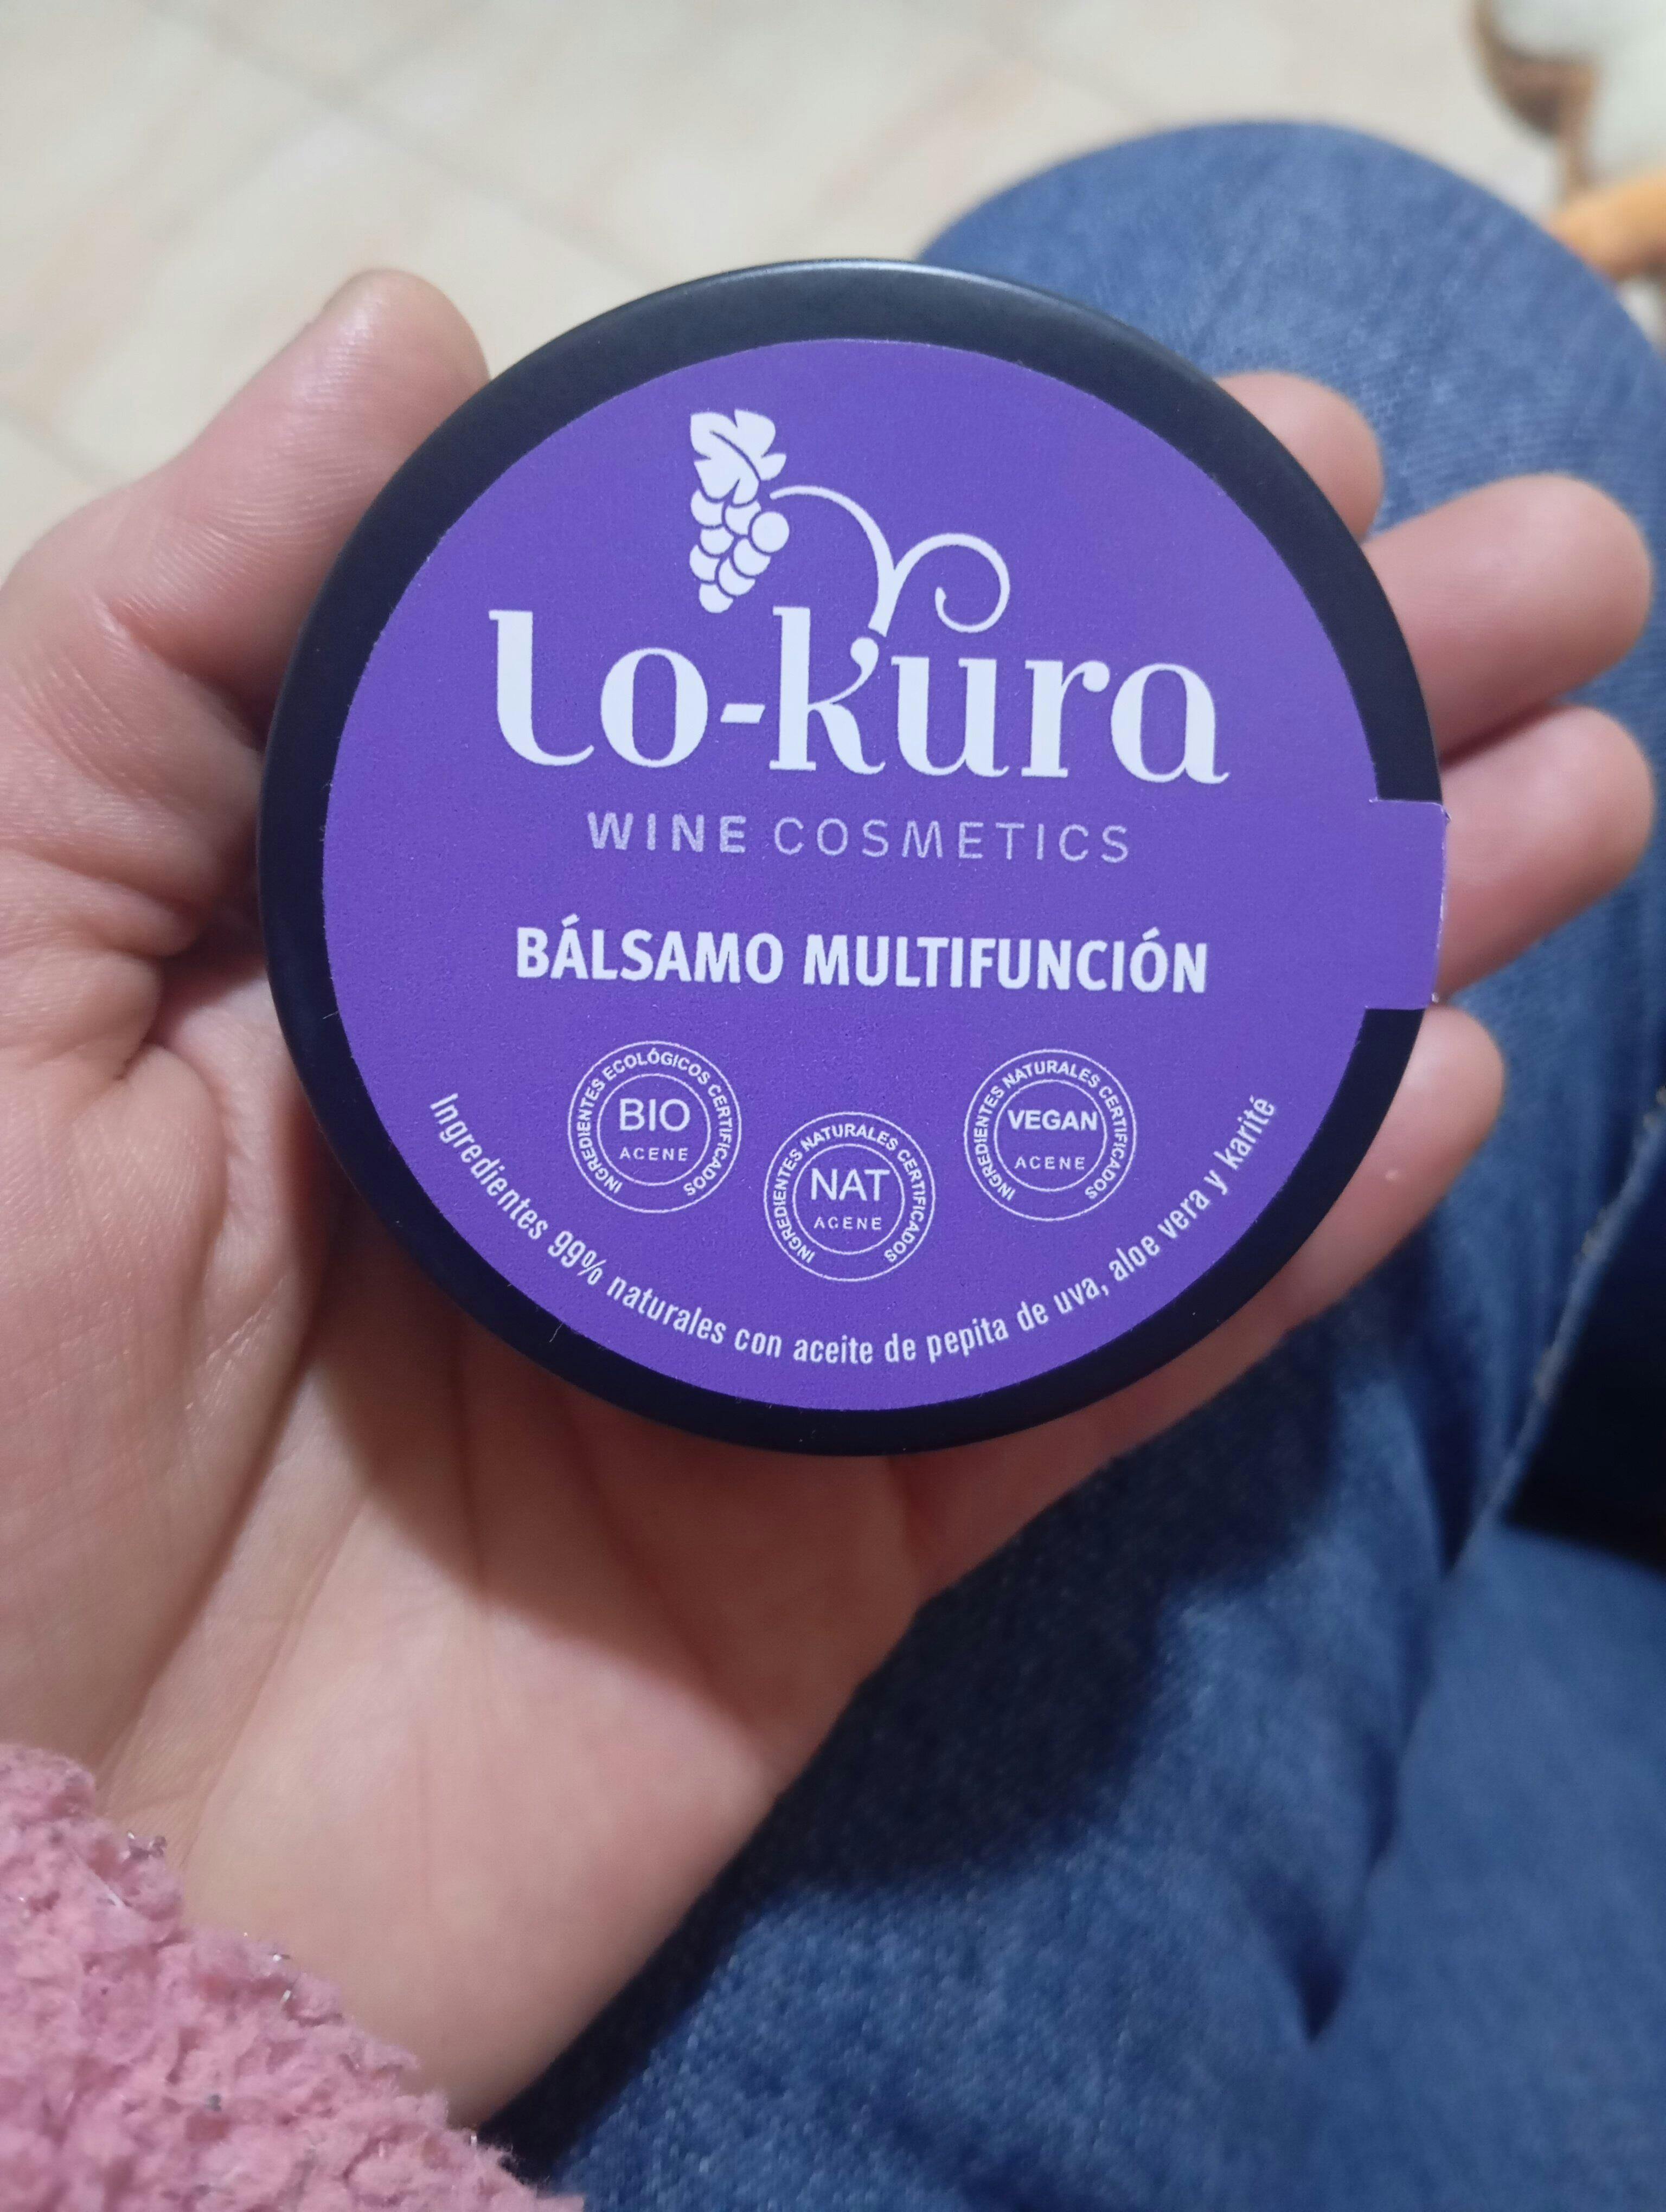 Lo-kura
WINE COSMETICS
BÁLSAMO MULTIFUNCIÓN
INGREDIENTES ECOLÓGICOS CERTIFICADOS
BIO
ACENE
INGREDIENTES NATURALES CERTIFICADOS
NAT
ACENE
INGREDIENTES NATURALES CERTIFICADOS
VEGAN
ACENE
Ingredientes 99% naturales con aceite de pepita de uva, aloe vera y karité